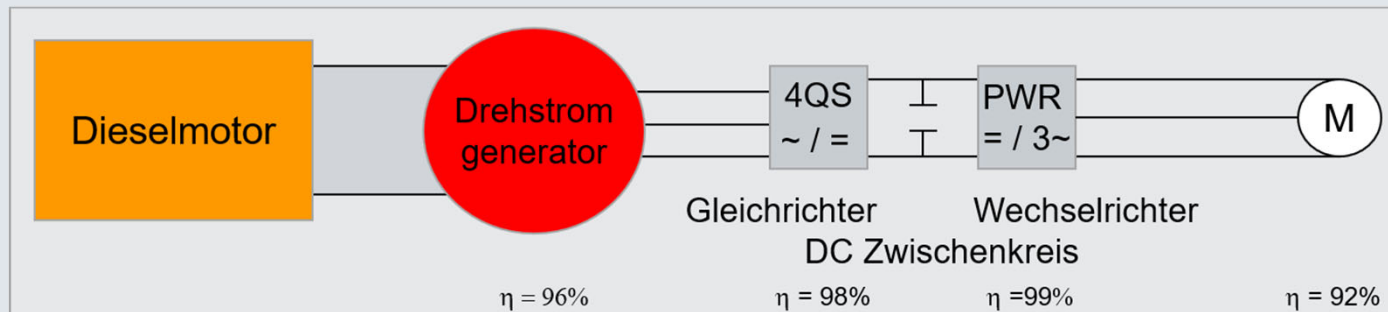 Dieselmotor
Drehstrom
generator
4QS
~ / =
PWR
= / 3~
M
Gleichrichter
Wechselrichter
DC Zwischenkreis
η = 96%
η = 98%
η =99%
η = 92%